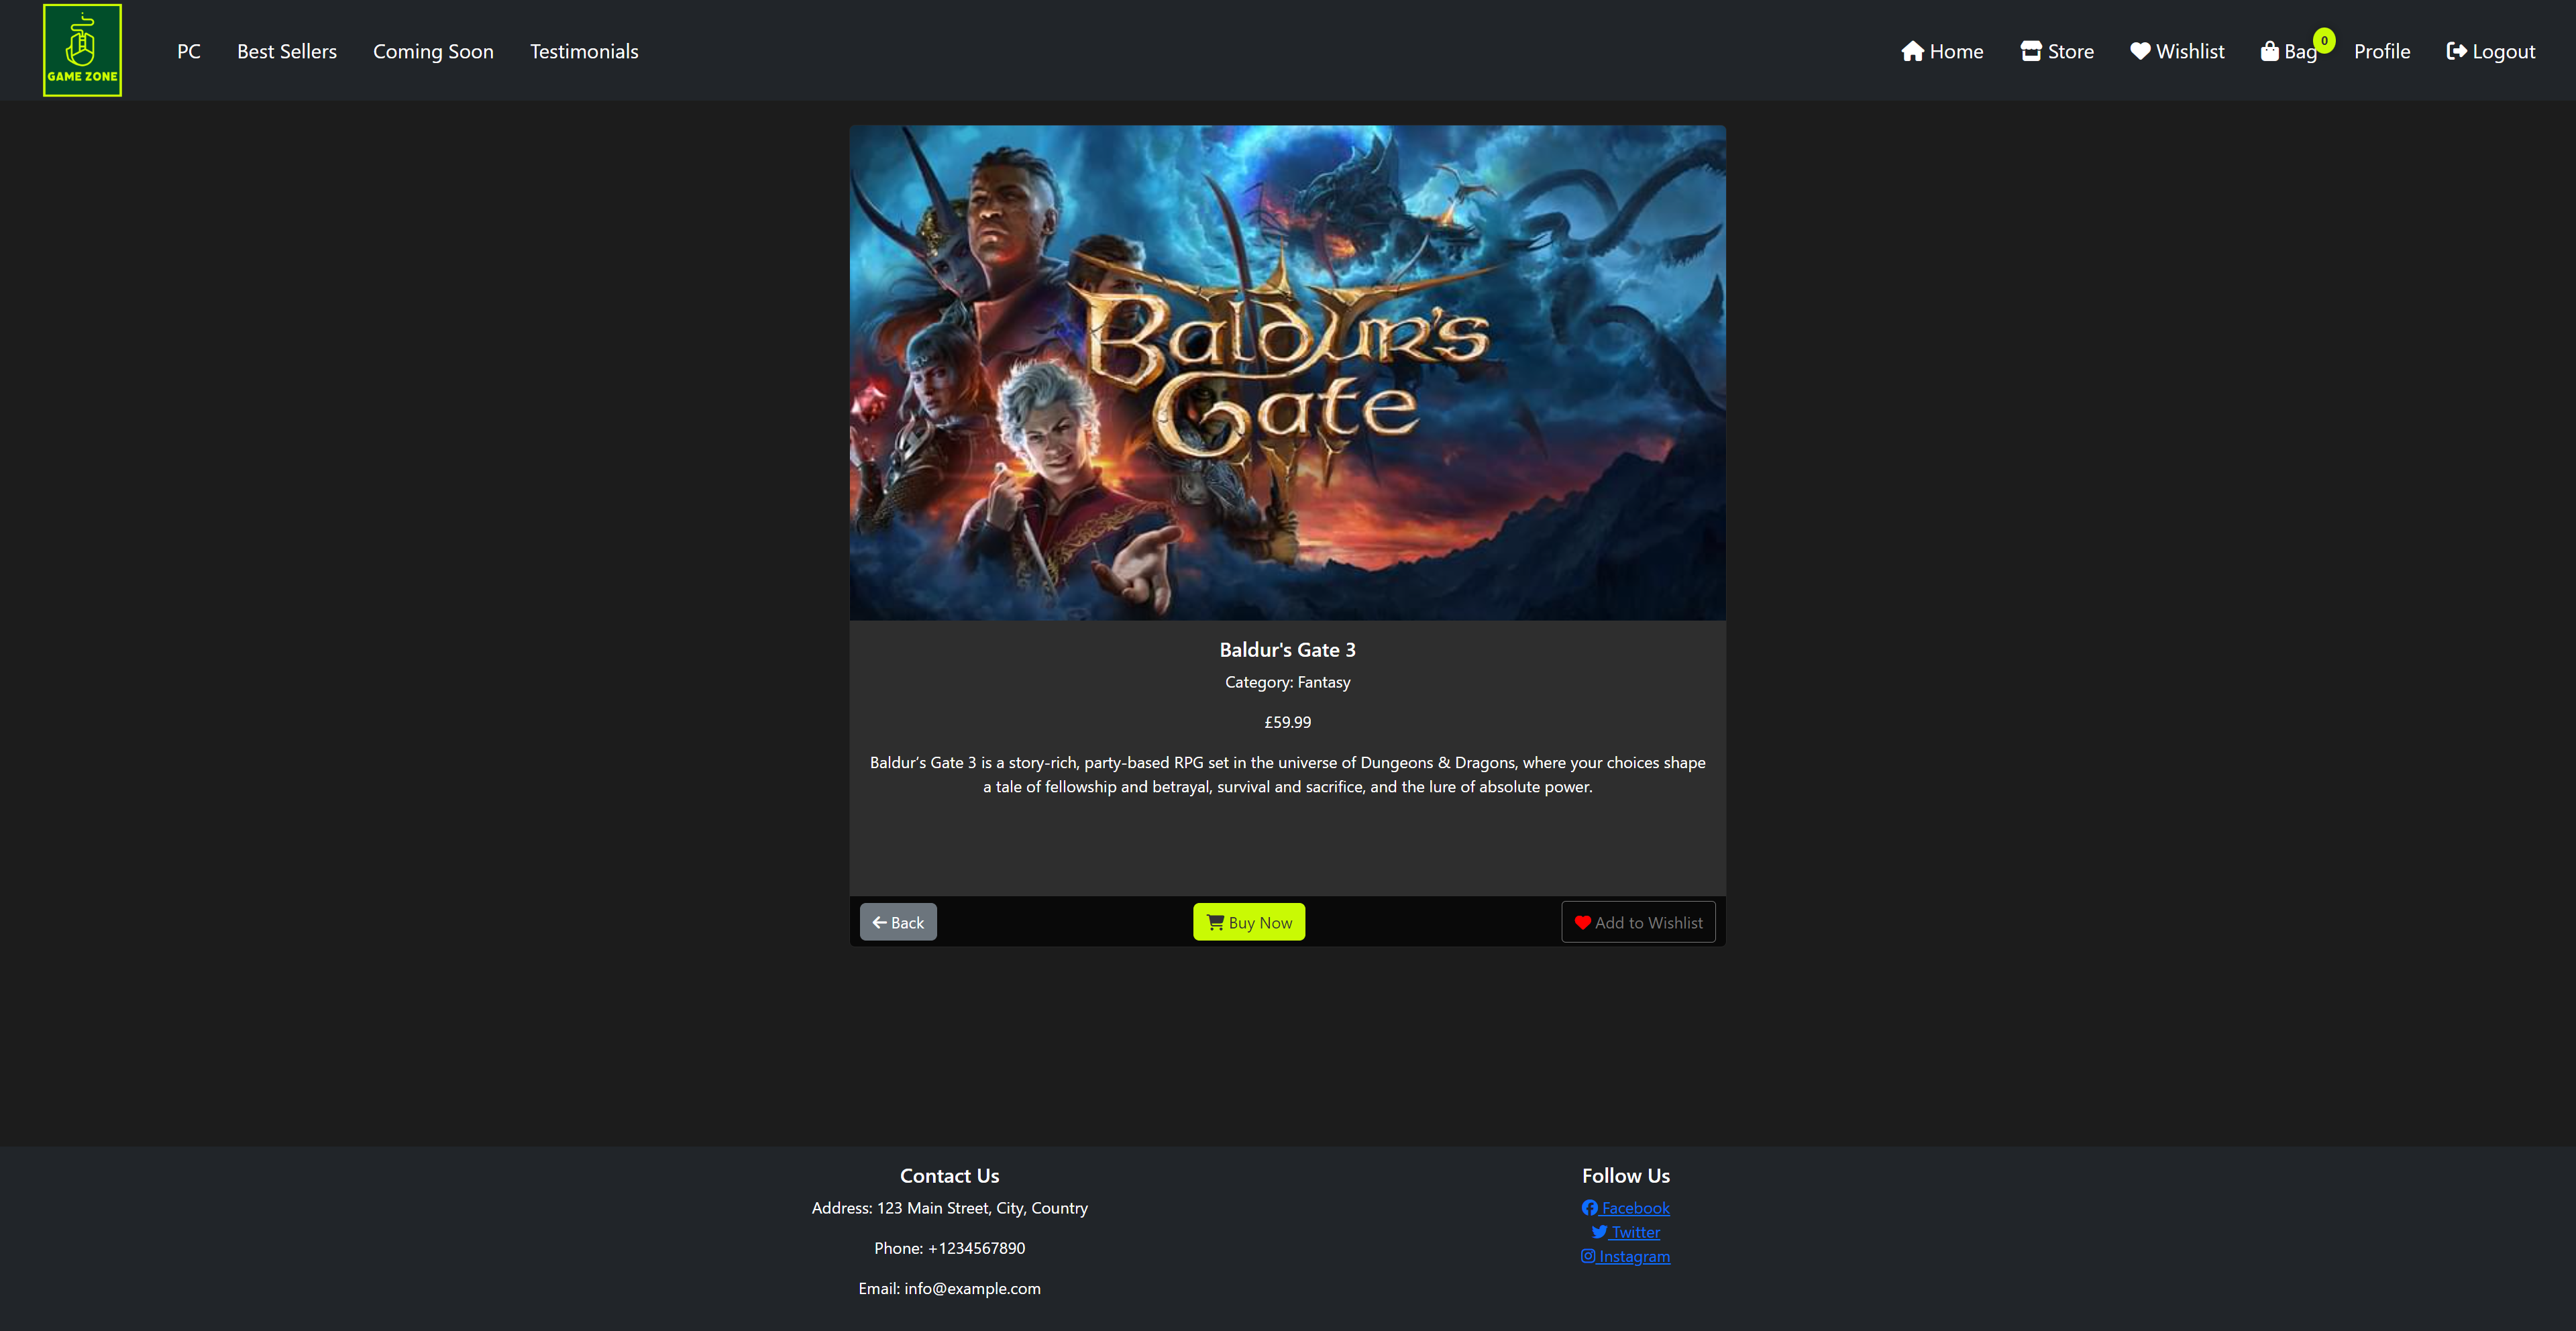 GAME ZONE
PC
Best Sellers
Coming Soon
Testimonials
Home
Store
Wishlist
Bag
0
Profile
Logout
Baldur's
Gate
III
Baldur's Gate 3
Category: Fantasy
£59.99
Baldur’s Gate 3 is a story-rich, party-based RPG set in the universe of Dungeons & Dragons, where your choices shape
a tale of fellowship and betrayal, survival and sacrifice, and the lure of absolute power.
Back
Buy Now
Add to Wishlist
Contact Us
Address: 123 Main Street, City, Country
Phone: +1234567890
Email: info@example.com
Follow Us
Facebook
Twitter
Instagram